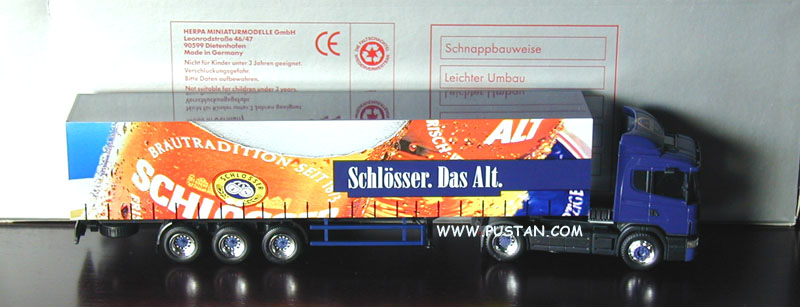 HERPA MINIATURMODELLE GmbH
Leonrodstraße 46/47
90599 Dietenhofen
Made in Germany
Nicht für Kinder unter 3 Jahren geeignet.
Verschluckungsgefahr.
Bitte Daten aufbewahren.
Not suitable for children under 3 years.
CE
Schnappbauweise
Leichter Umbau
BRAUTRADITION SEIT
SCHLÖSSER
ALT
Schlösser. Das Alt.
WWW.PUSTAN.COM